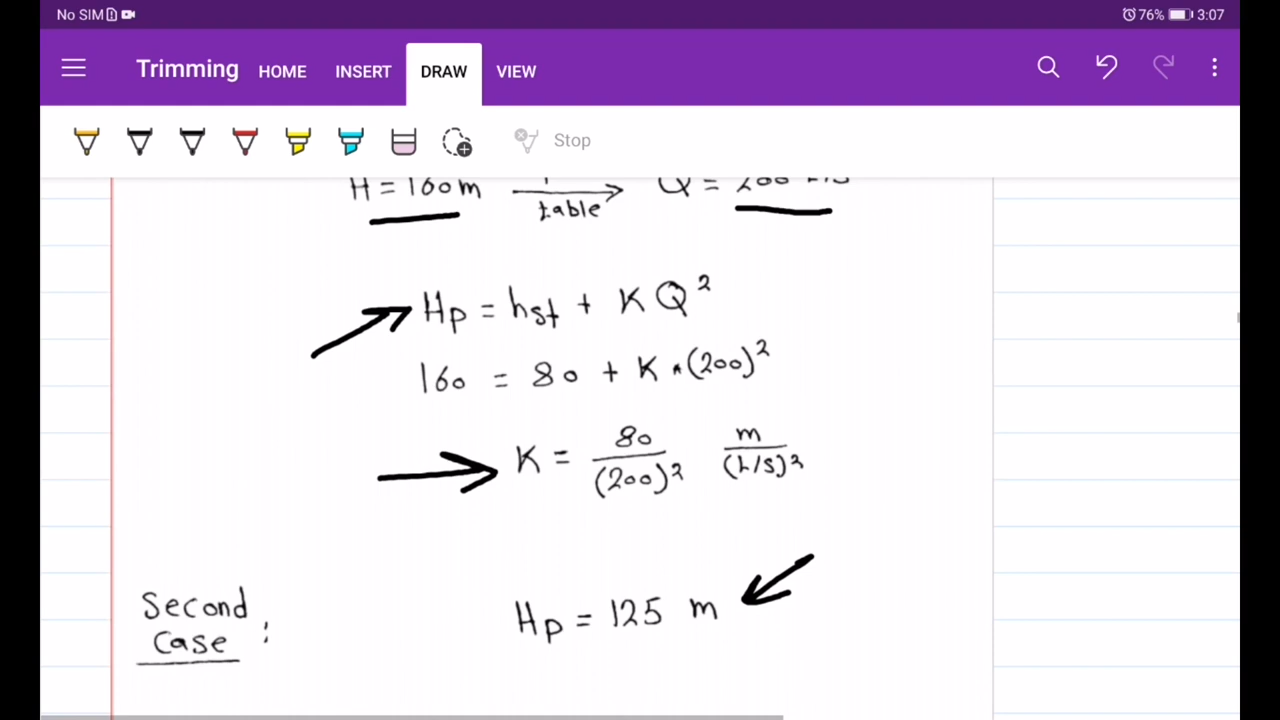 No SIM 76% 3:07
Trimming HOME INSERT DRAW VIEW
Stop
H = 160 m table Q = 200
Hp = hst + K Q²
160 = 80 + K * (200)²
K = 80 / (200)² m / (L/S)²
Second
Case : Hp = 125 m